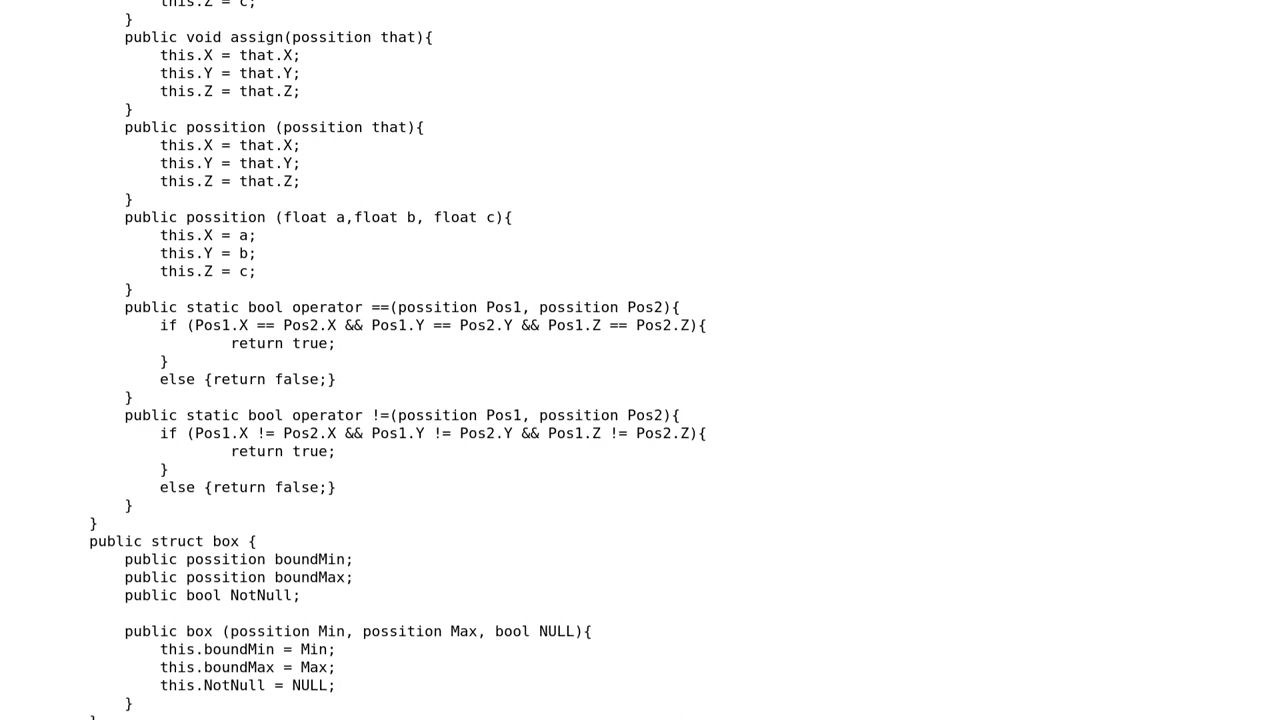 this.Z = c;
}
public void assign(possition that){
this.X = that.X;
this.Y = that.Y;
this.Z = that.Z;
}
public possition (possition that){
this.X = that.X;
this.Y = that.Y;
this.Z = that.Z;
}
public possition (float a,float b, float c){
this.X = a;
this.Y = b;
this.Z = c;
}
public static bool operator ==(possition Pos1, possition Pos2){
if (Pos1.X == Pos2.X && Pos1.Y == Pos2.Y && Pos1.Z == Pos2.Z){
return true;
}
else {return false;}
}
public static bool operator !=(possition Pos1, possition Pos2){
if (Pos1.X != Pos2.X && Pos1.Y != Pos2.Y && Pos1.Z != Pos2.Z){
return true;
}
else {return false;}
}
}
public struct box {
public possition boundMin;
public possition boundMax;
public bool NotNull;
public box (possition Min, possition Max, bool NULL){
this.boundMin = Min;
this.boundMax = Max;
this.NotNull = NULL;
}
}